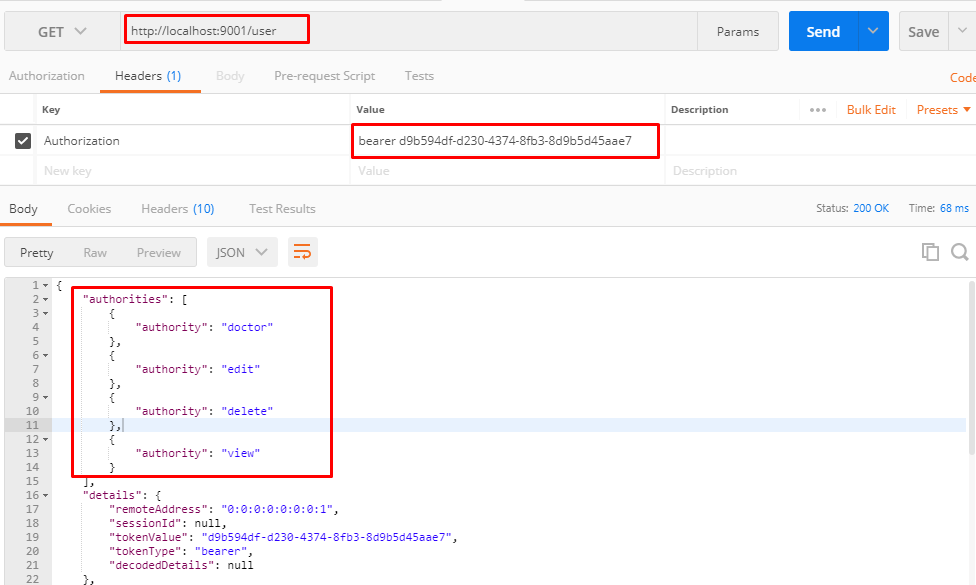 GET http://localhost:9001/user Params Send Save
Authorization Headers (1) Body Pre-request Script Tests Code
Key Value Description ••• Bulk Edit Presets
Authorization bearer d9b594df-d230-4374-8fb3-8d9b5d45aae7
New key Value Description
Body Cookies Headers (10) Test Results Status: 200 OK Time: 68 ms
Pretty Raw Preview JSON
1 {
2 "authorities": [
3 {
4 "authority": "doctor"
5 },
6 {
7 "authority": "edit"
8 },
9 {
10 "authority": "delete"
11 },
12 {
13 "authority": "view"
14 }
15 ],
16 "details": {
17 "remoteAddress": "0:0:0:0:0:0:0:1",
18 "sessionId": null,
19 "tokenValue": "d9b594df-d230-4374-8fb3-8d9b5d45aae7",
20 "tokenType": "bearer",
21 "decodedDetails": null
22 },